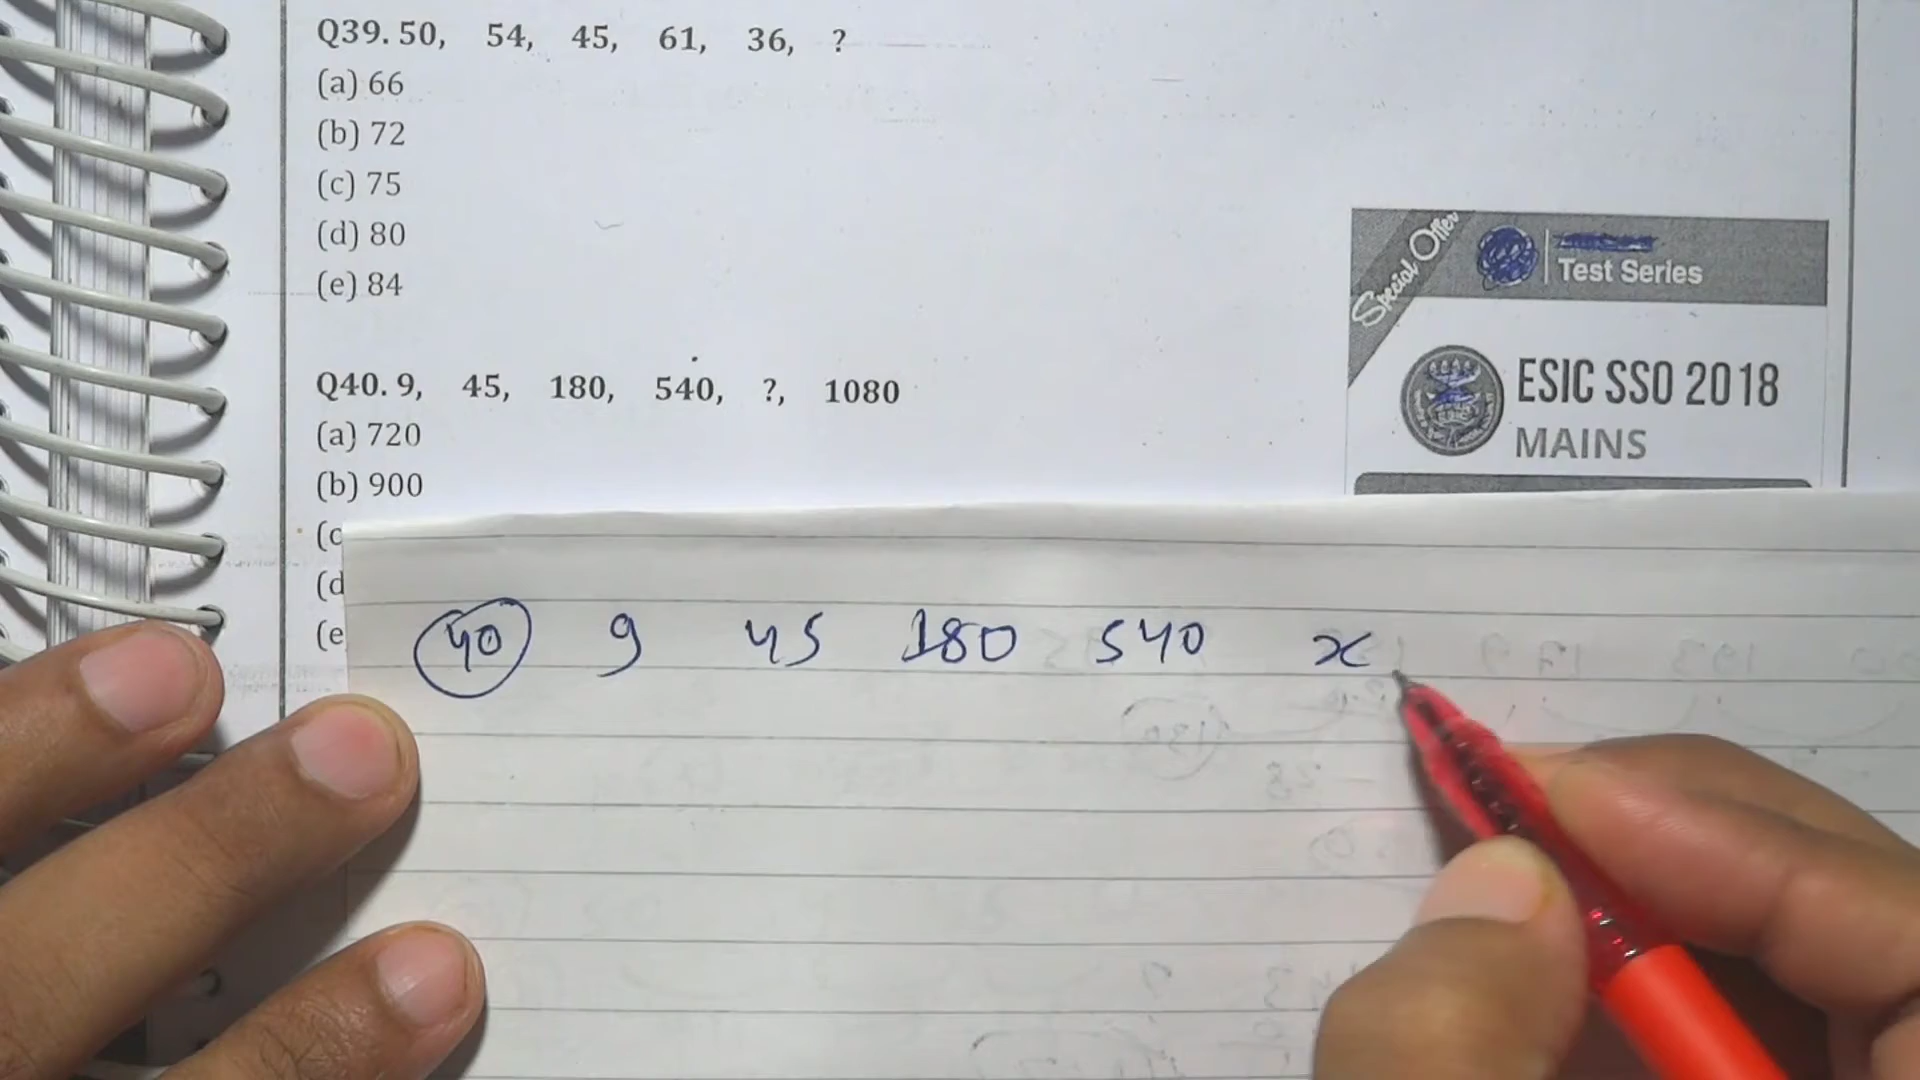 Q39. 50, 54, 45, 61, 36, ?
(a) 66
(b) 72
(c) 75
(d) 80
(e) 84
Special Offer
Test Series
ESIC SSO 2018
MAINS
Q40. 9, 45, 180, 540, ?, 1080
(a) 720
(b) 900
(c
(d
(e
40 9 45 180 540 x